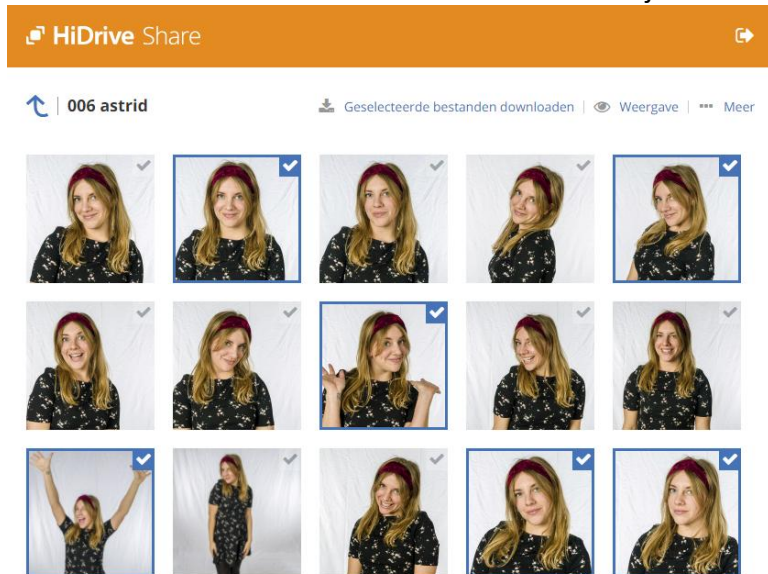 HiDrive Share
006 astrid
Geselecteerde bestanden downloaden | Weergave | Meer